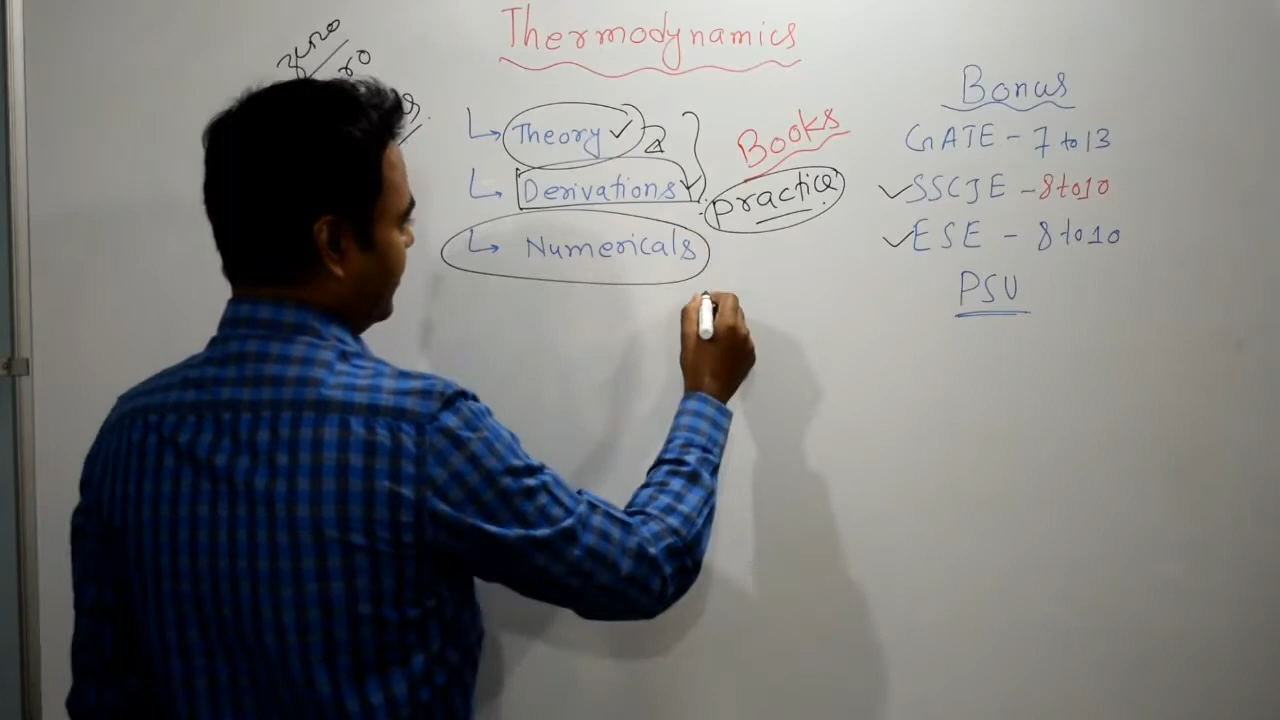 Thermodynamics
Theory
Derivations
Numericals
Books
practice
Bonus
GATE - 7 to 13
SSCJE - 8 to 10
ESE - 8 to 10
PSU